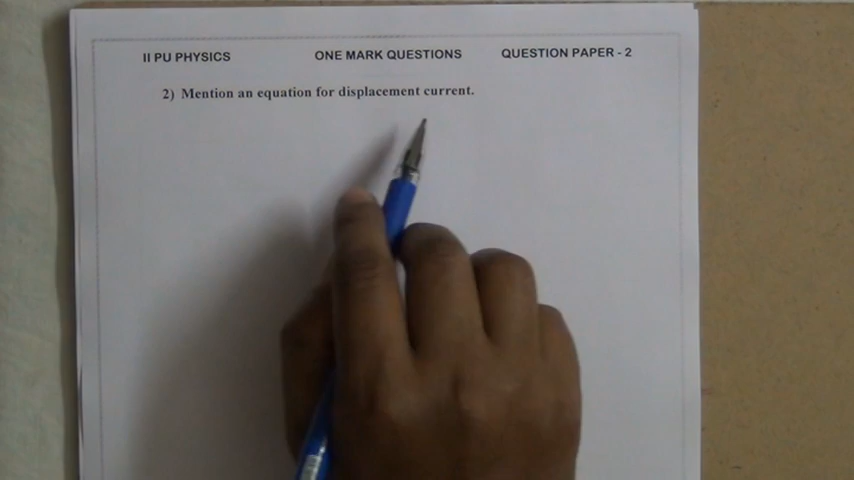 II PU PHYSICS ONE MARK QUESTIONS QUESTION PAPER - 2
2) Mention an equation for displacement current.